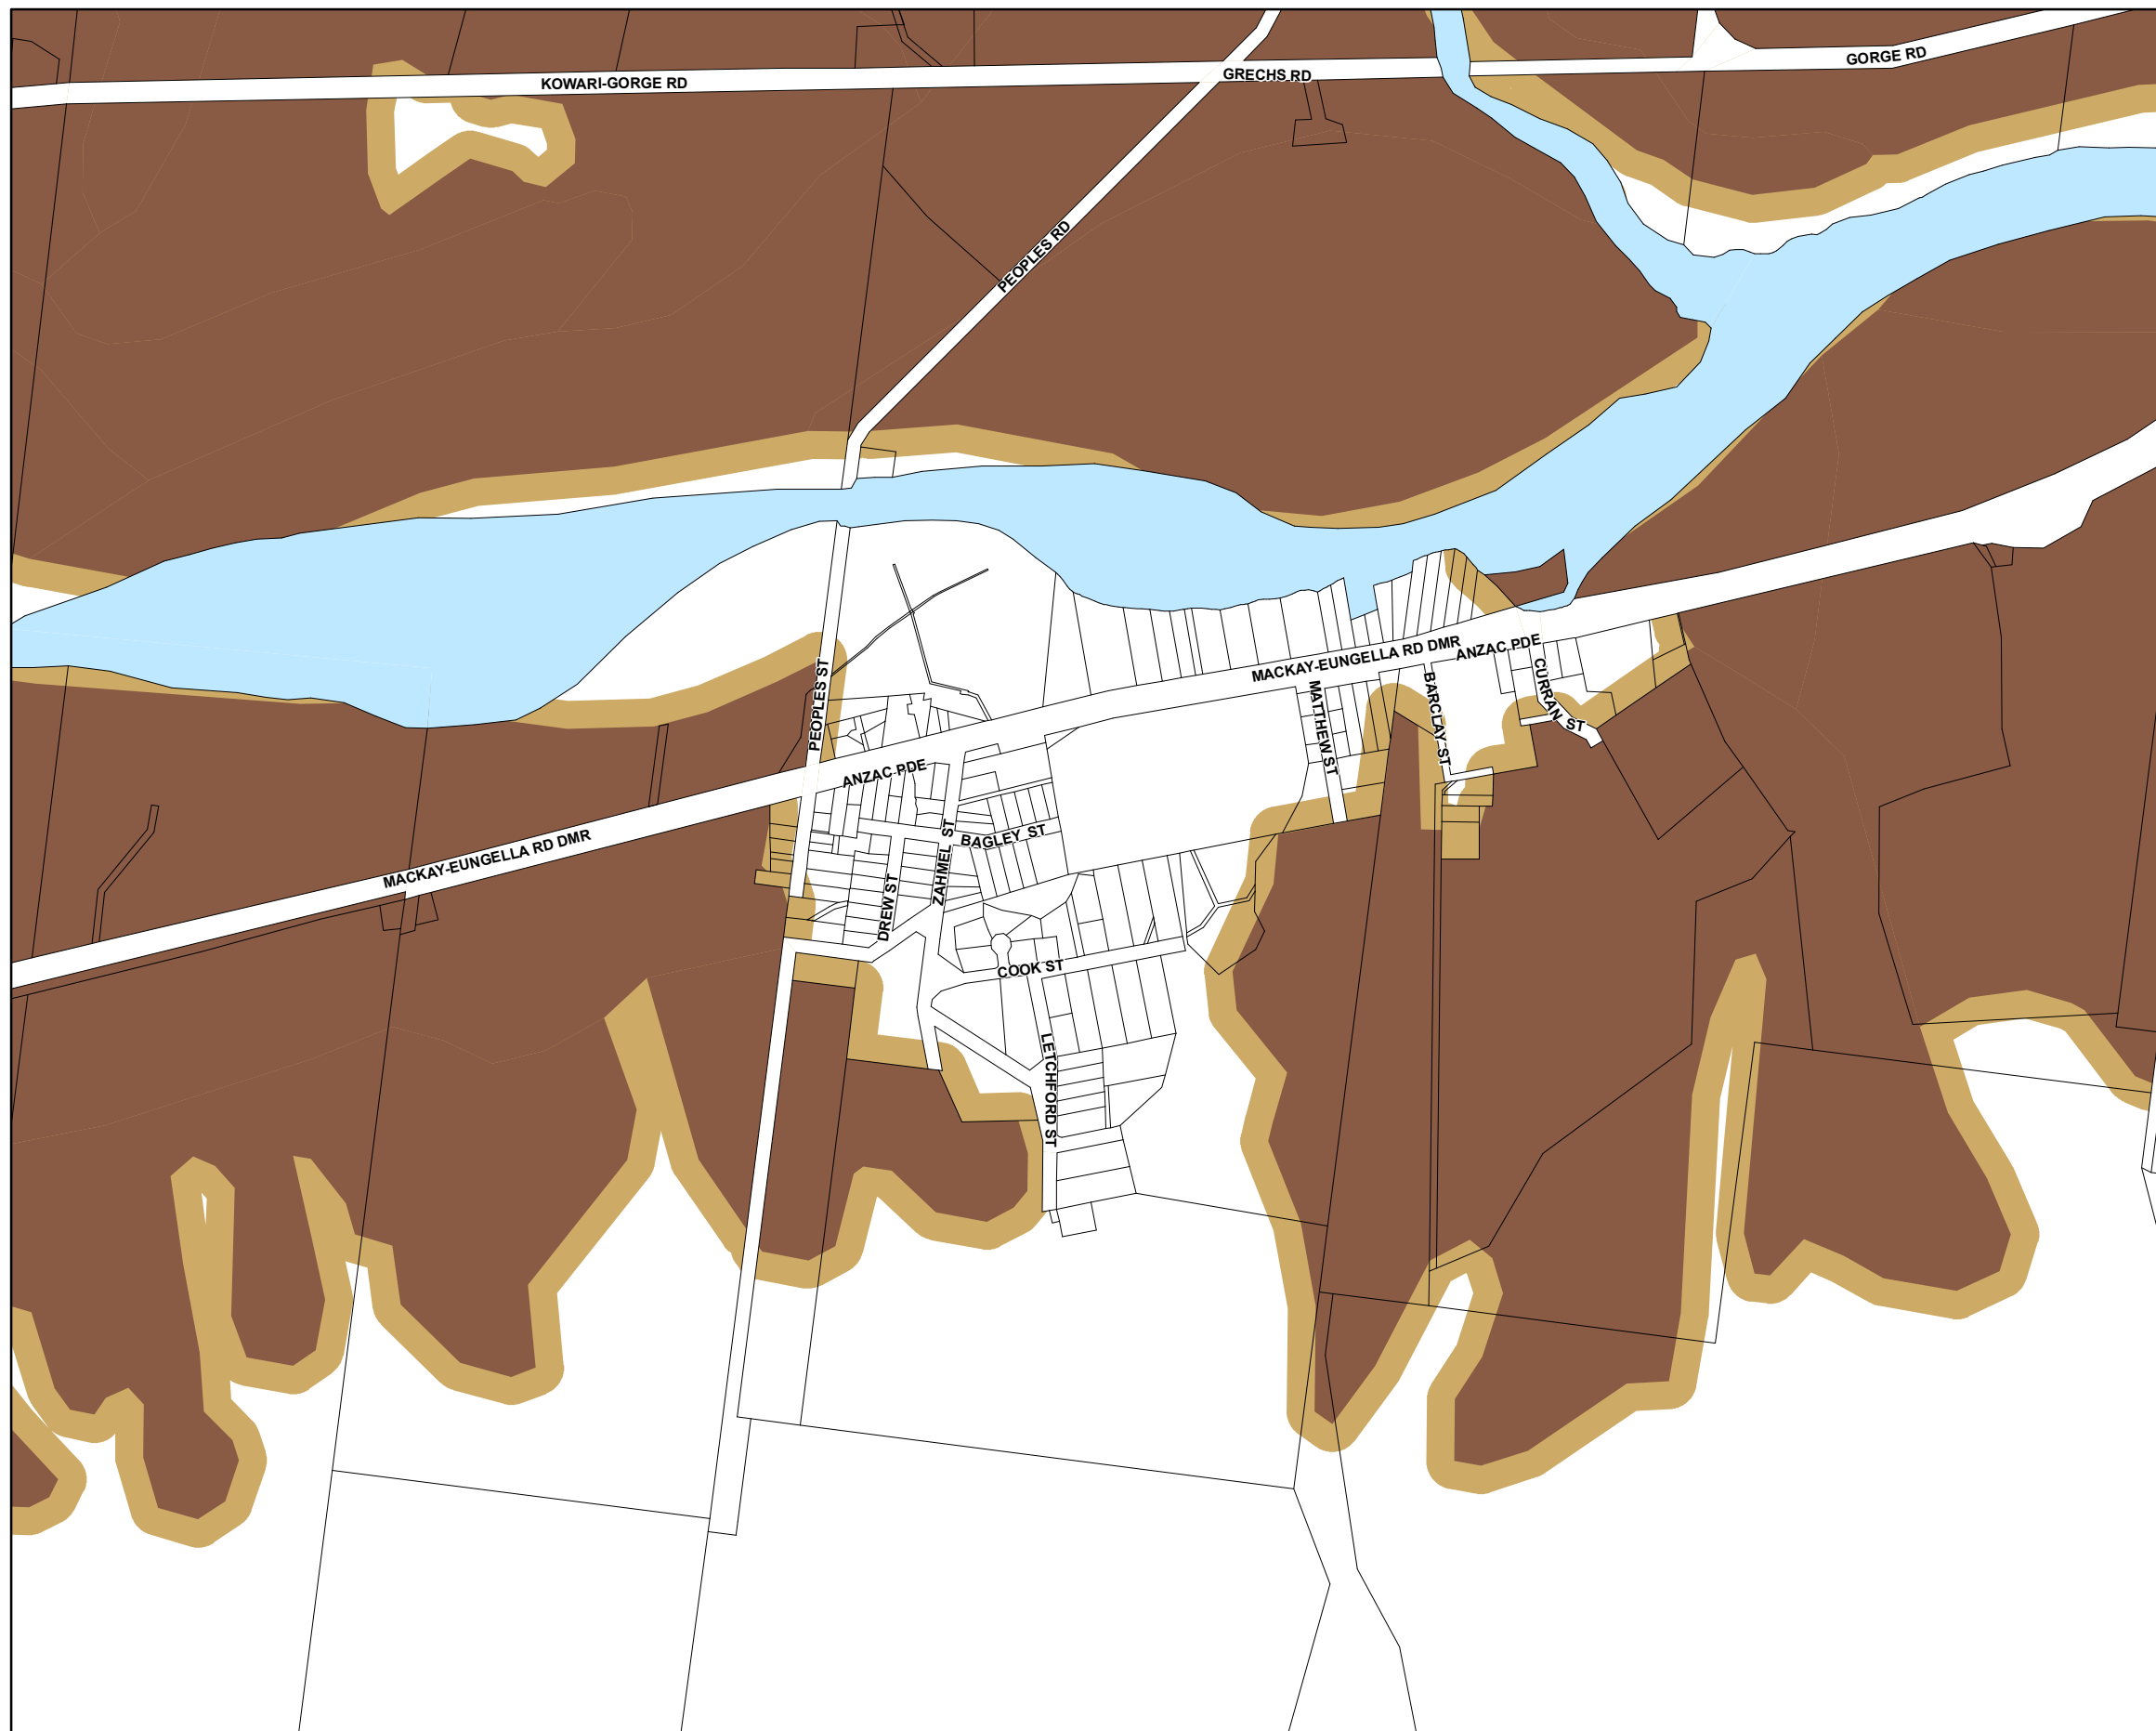 GORGE RD
KOWARI-GORGE RD
GRECHS RD
PEOPLES RD
MACKAY-EUNGELLA RD DMR
ANZAC PDE
PEOPLES ST
MATTHEW ST
BARCLAY ST
CURRAN ST
ANZAC PDE
MACKAY-EUNGELLA RD DMR
BAGLEY ST
ZAHMEL ST
DREW ST
COOK ST
LETCHFORD ST